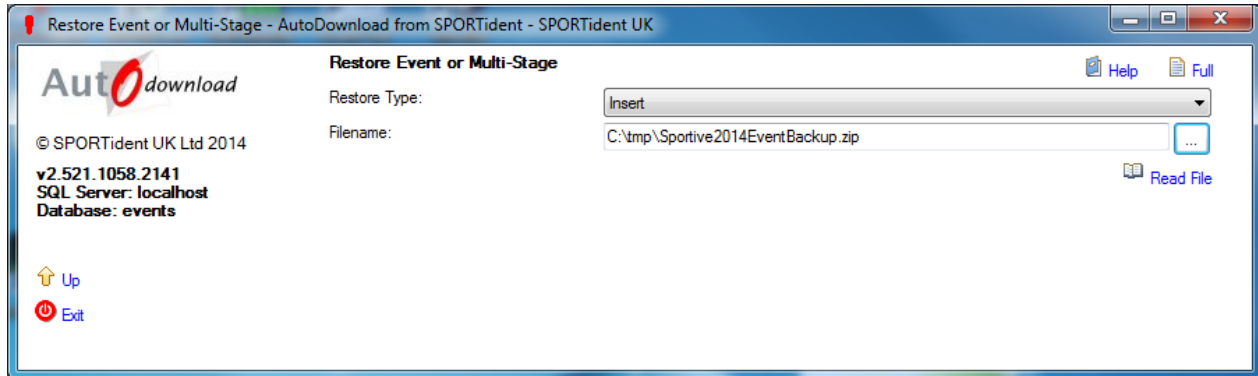 Restore Event or Multi-Stage - AutoDownload from SPORTident - SPORTident UK
AutOdownload
Restore Event or Multi-Stage
Help
Full
Restore Type:
Insert
Filename:
C:\tmp\Sportive2014EventBackup.zip
...
© SPORTident UK Ltd 2014
Read File
v2.521.1058.2141
SQL Server: localhost
Database: events
Up
Exit